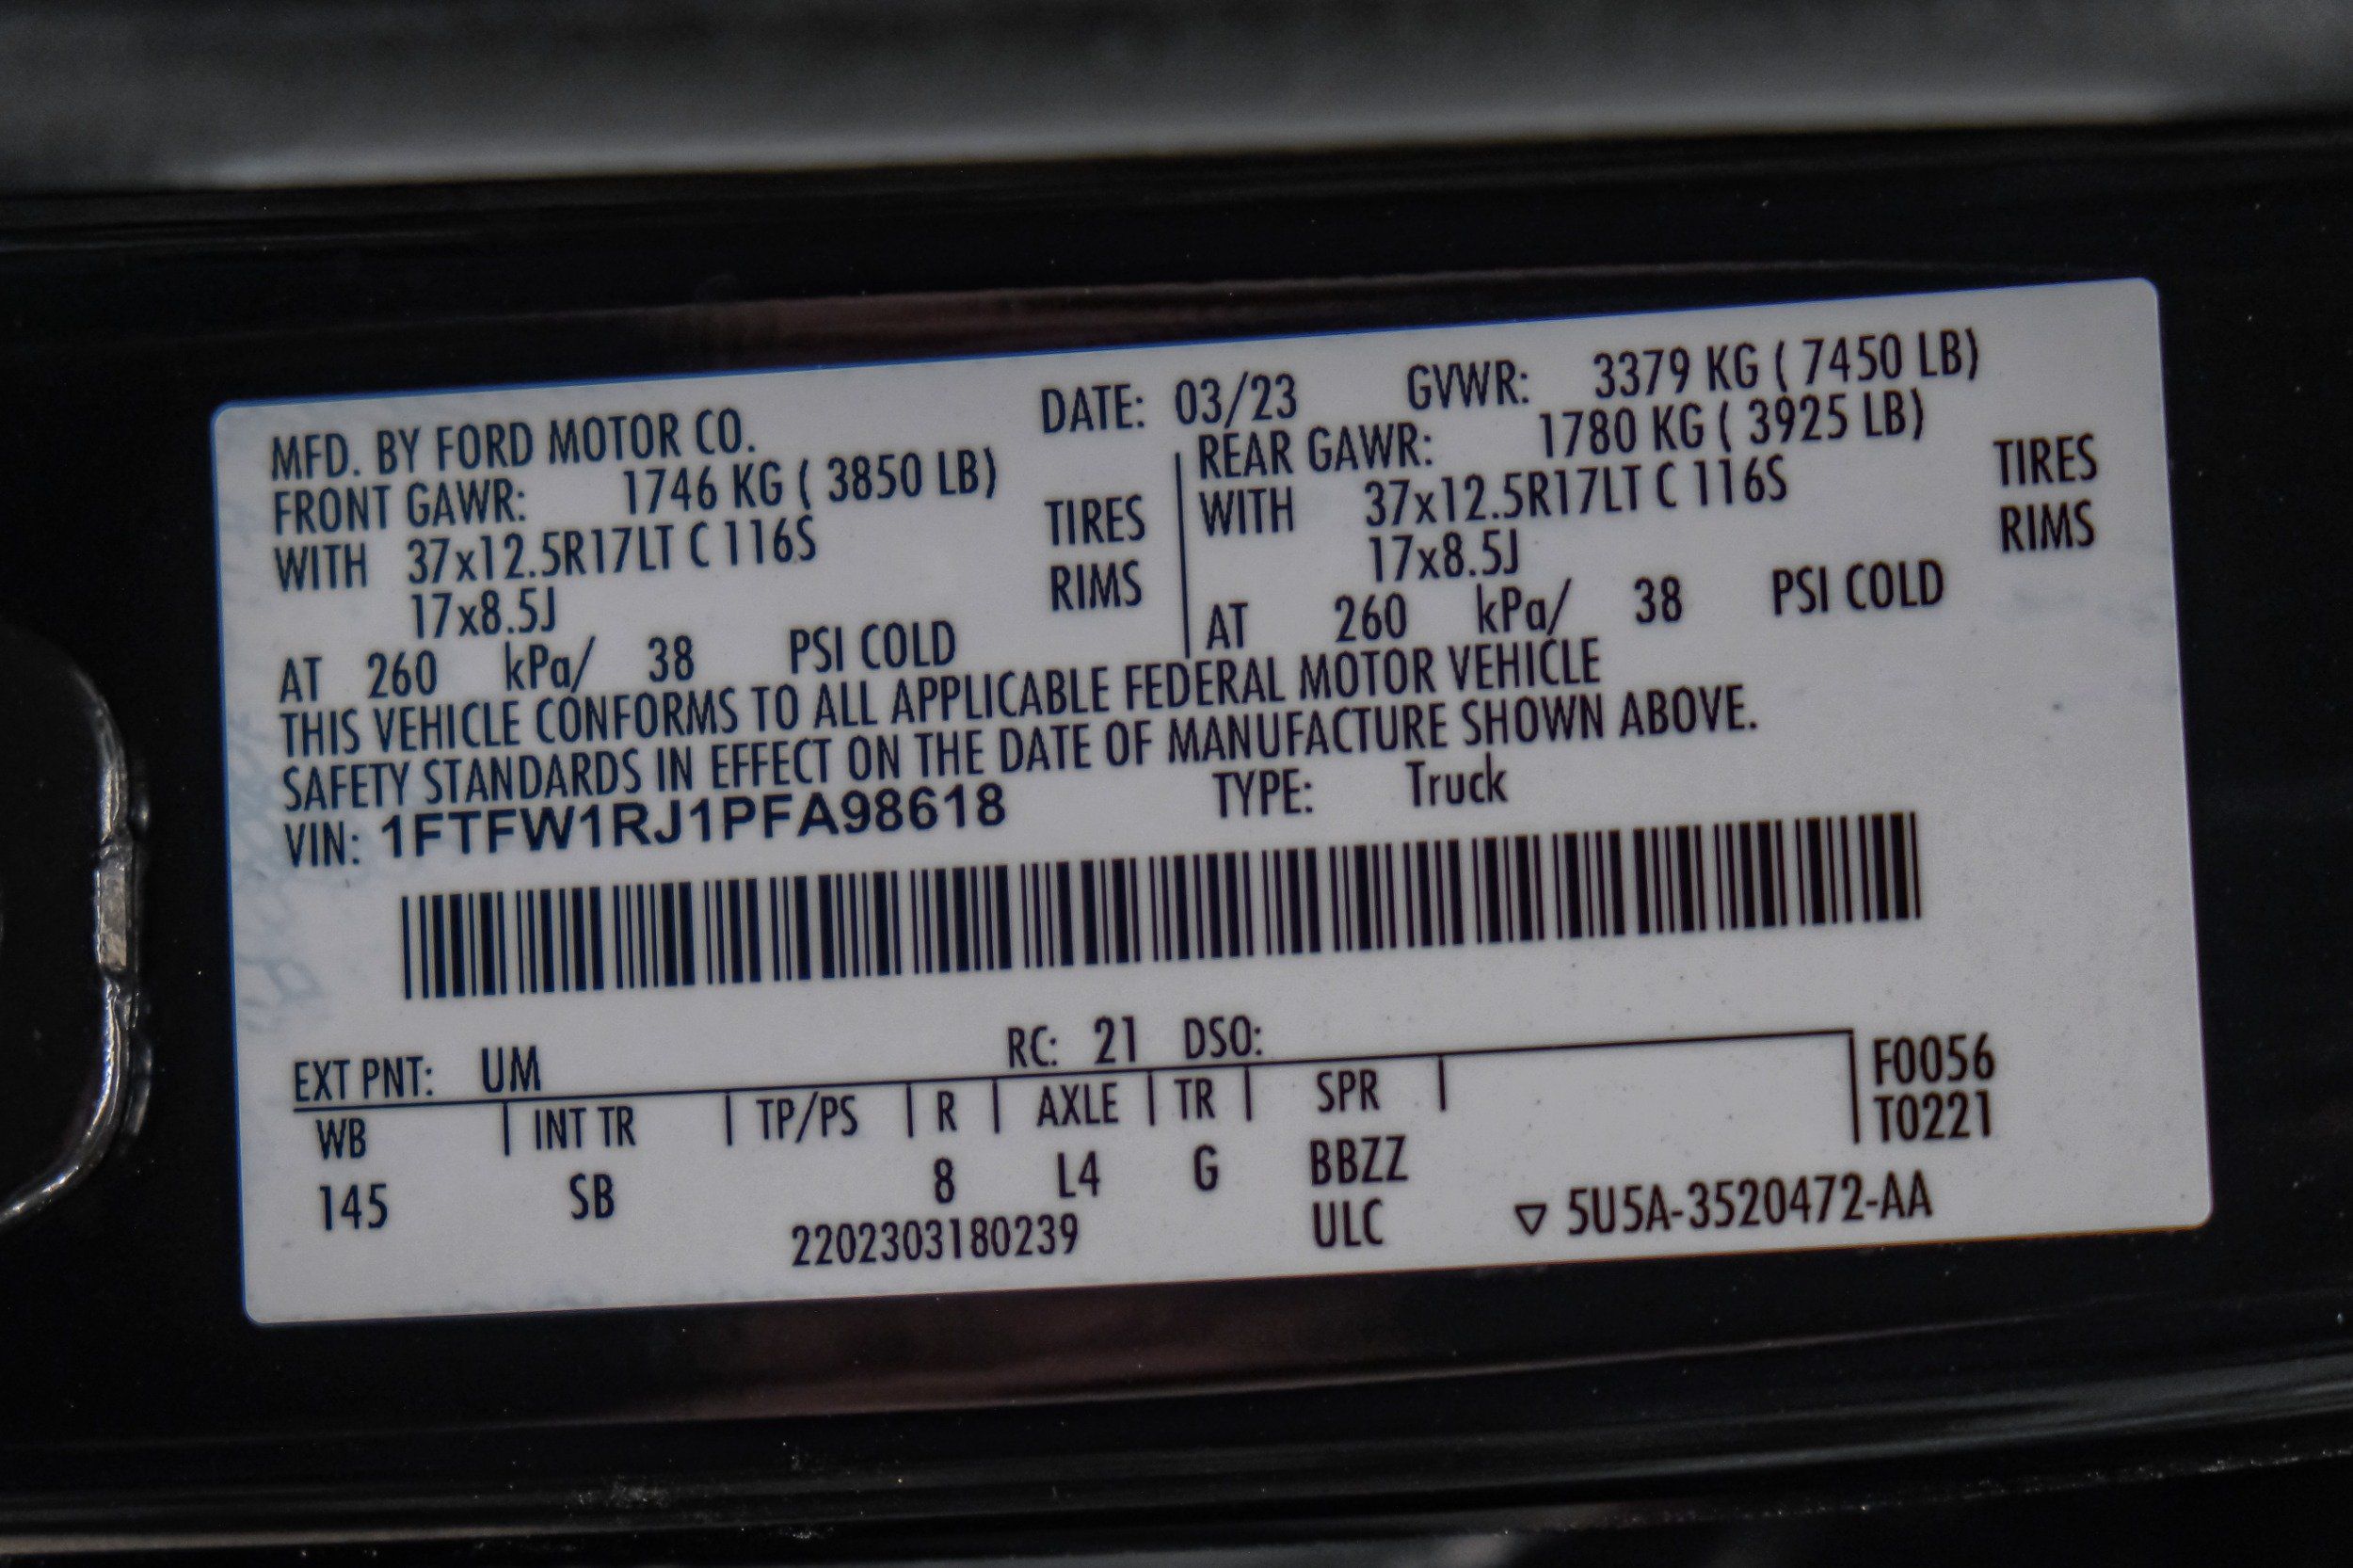 MFD. BY FORD MOTOR CO. DATE: 03/23 GVWR: 3379 KG ( 7450 LB)
FRONT GAWR: 1746 KG ( 3850 LB) REAR GAWR: 1780 KG ( 3925 LB)
WITH 37x12.5R17LT C 116S TIRES WITH 37x12.5R17LT C 116S TIRES
17x8.5J RIMS 17x8.5J RIMS
AT 260 kPa/ 38 PSI COLD AT 260 kPa/ 38 PSI COLD
THIS VEHICLE CONFORMS TO ALL APPLICABLE FEDERAL MOTOR VEHICLE
SAFETY STANDARDS IN EFFECT ON THE DATE OF MANUFACTURE SHOWN ABOVE.
VIN: 1FTFW1RJ1PFA98618 TYPE: Truck
EXT PNT: UM RC: 21 DSO:
WB | INT TR | TP/PS | R | AXLE | TR | SPR | F0056
T0221
145 SB 8 L4 G BBZZ
2202303180239 ULC ▽ 5U5A-3520472-AA